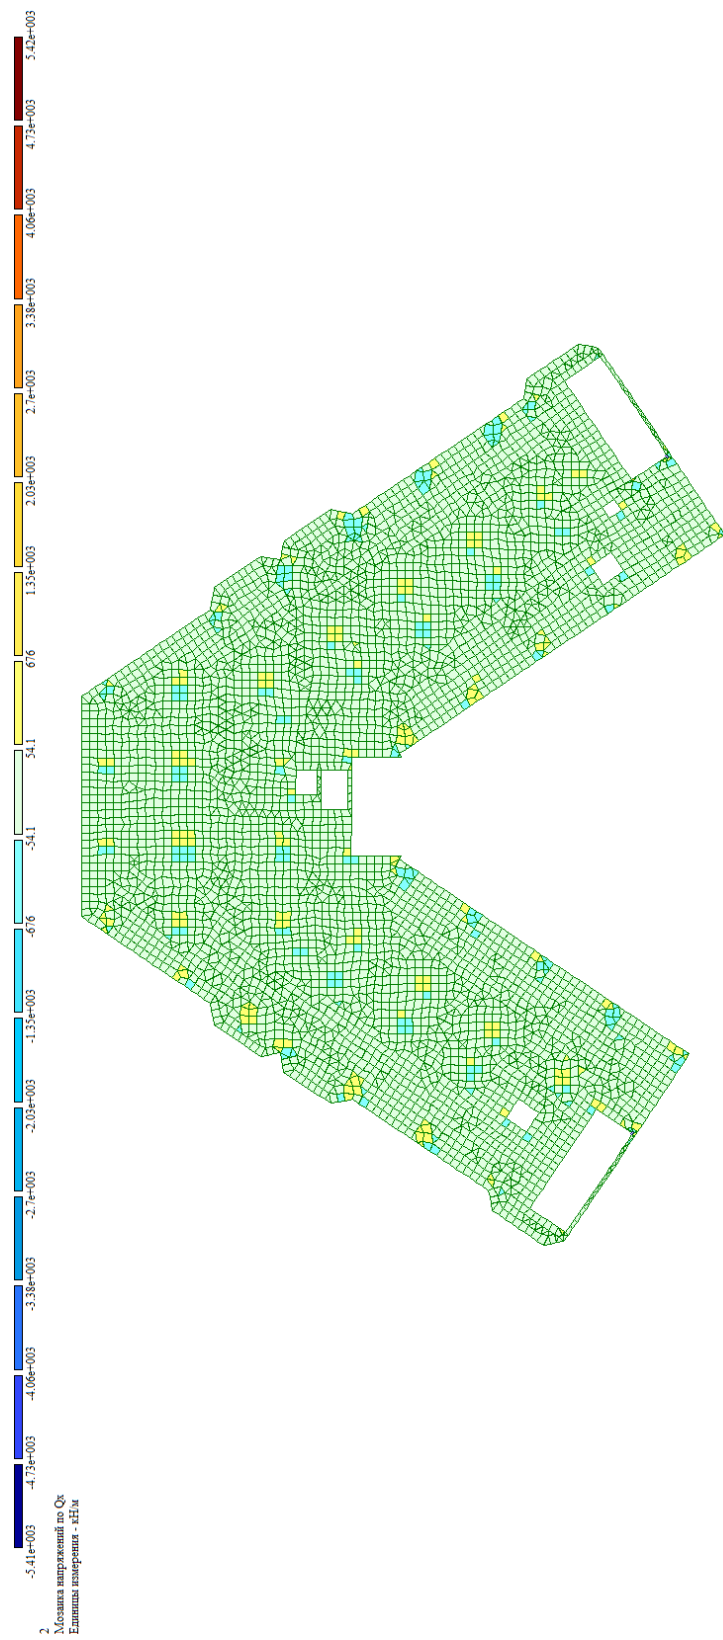 -5.41e+003 -4.73e+003 -4.06e+003 -3.38e+003 -2.7e+003 -2.03e+003 -1.35e+003 -676 -54.1 54.1 676 1.35e+003 2.03e+003 2.7e+003 3.38e+003 4.06e+003 4.73e+003 5.42e+003
2
Мозаика напряжений по Qx
Единицы измерения - кН/м